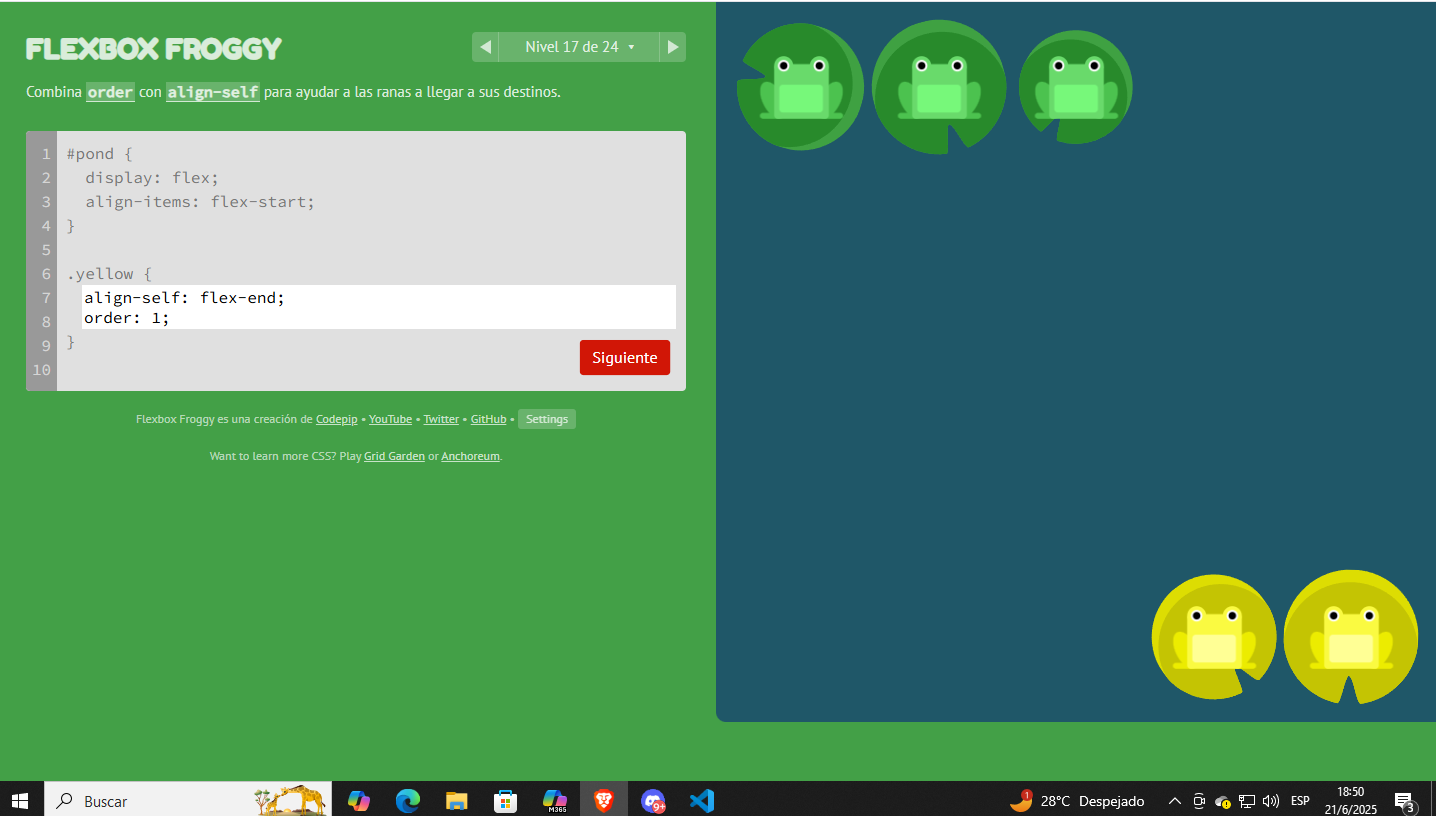 FLEXBOX FROGGY
Nivel 17 de 24
Combina order con align-self para ayudar a las ranas a llegar a sus destinos.
1 #pond {
2 display: flex;
3 align-items: flex-start;
4 }
5
6 .yellow {
7 align-self: flex-end;
8 order: 1;
9 }
10
Siguiente
Flexbox Froggy es una creación de Codepip • YouTube • Twitter • GitHub • Settings
Want to learn more CSS? Play Grid Garden or Anchoreum.
Buscar
M365
9+
1
28°C Despejado
ESP
18:50
21/6/2025
3